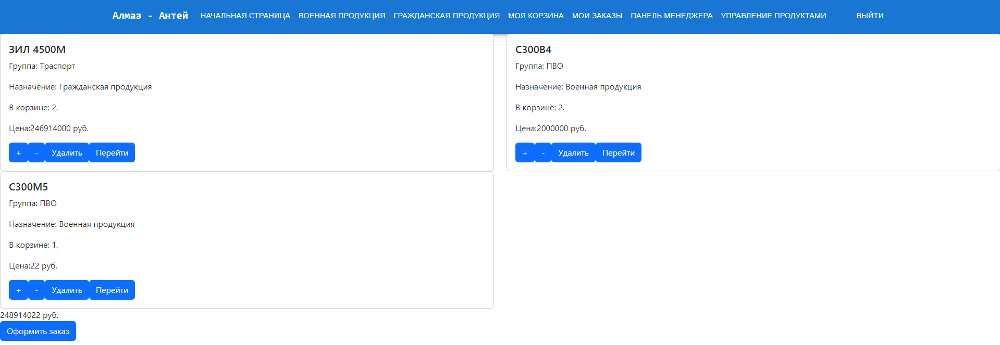 Алмаз - Антей НАЧАЛЬНАЯ СТРАНИЦА ВОЕННАЯ ПРОДУКЦИЯ ГРАЖДАНСКАЯ ПРОДУКЦИЯ МОЯ КОРЗИНА МОИ ЗАКАЗЫ ПАНЕЛЬ МЕНЕДЖЕРА УПРАВЛЕНИЕ ПРОДУКТАМИ ВЫЙТИ
ЗИЛ 4500М
Группа: Траспорт
Назначение: Гражданская продукция
В корзине: 2.
Цена:246914000 руб.
+ - Удалить Перейти
С300В4
Группа: ПВО
Назначение: Военная продукция
В корзине: 2.
Цена:2000000 руб.
+ - Удалить Перейти
С300М5
Группа: ПВО
Назначение: Военная продукция
В корзине: 1.
Цена:22 руб.
+ - Удалить Перейти
248914022 руб.
Оформить заказ